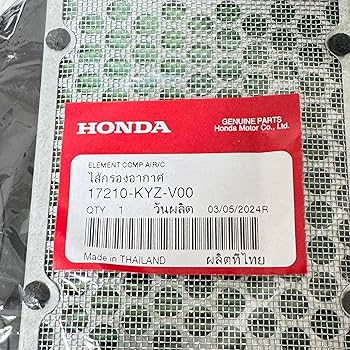 HONDA
GENUINE PARTS
Honda Motor Co., Ltd.
ELEMENT COMP AIR/C
ไส้กรองอากาศ
17210-KYZ-V00
QTY 1 วันผลิต 03/05/2024R
Made in THAILAND ผลิตที่ไทย